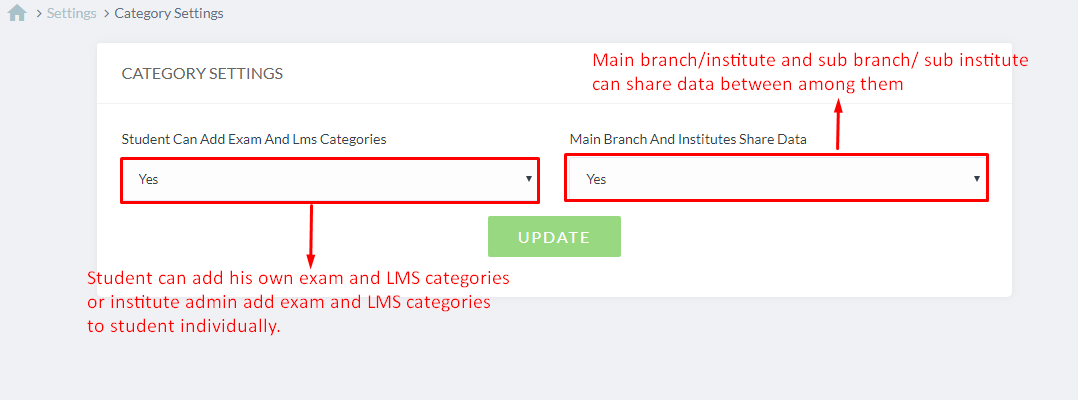 Settings
Category Settings
Main branch/institute and sub branch/ sub institute
can share data between among them
CATEGORY SETTINGS
Student Can Add Exam And Lms Categories
Main Branch And Institutes Share Data
Yes
Yes
UPDATE
Student can add his own exam and LMS categories
or institute admin add exam and LMS categories
to student individually.